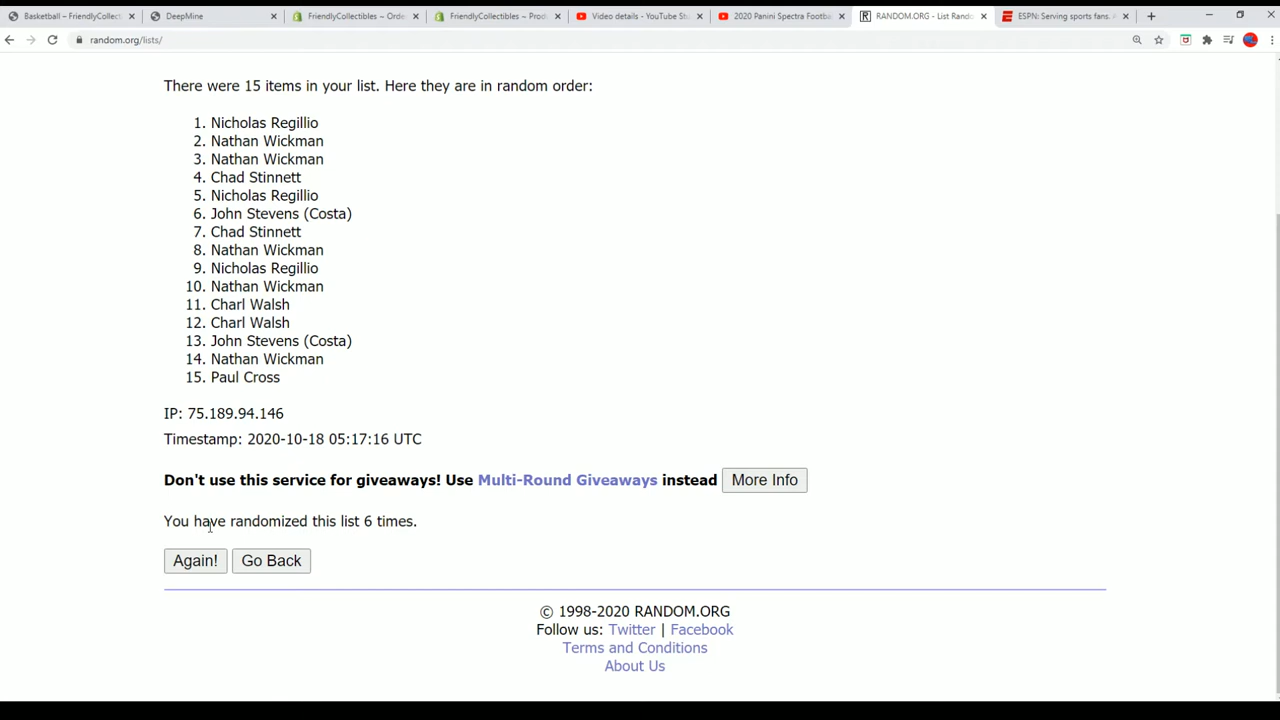 Basketball – FriendlyCollect
DeepMine
FriendlyCollectibles ~ Orde
FriendlyCollectibles ~ Prod
Video details - YouTube Stu
2020 Panini Spectra Footba
RANDOM.ORG - List Rando
ESPN: Serving sports fans. A
random.org/lists/
There were 15 items in your list. Here they are in random order:
1. Nicholas Regillio
2. Nathan Wickman
3. Nathan Wickman
4. Chad Stinnett
5. Nicholas Regillio
6. John Stevens (Costa)
7. Chad Stinnett
8. Nathan Wickman
9. Nicholas Regillio
10. Nathan Wickman
11. Charl Walsh
12. Charl Walsh
13. John Stevens (Costa)
14. Nathan Wickman
15. Paul Cross
IP: 75.189.94.146
Timestamp: 2020-10-18 05:17:16 UTC
Don't use this service for giveaways! Use Multi-Round Giveaways instead More Info
You have randomized this list 6 times.
Again! Go Back
© 1998-2020 RANDOM.ORG
Follow us: Twitter | Facebook
Terms and Conditions
About Us